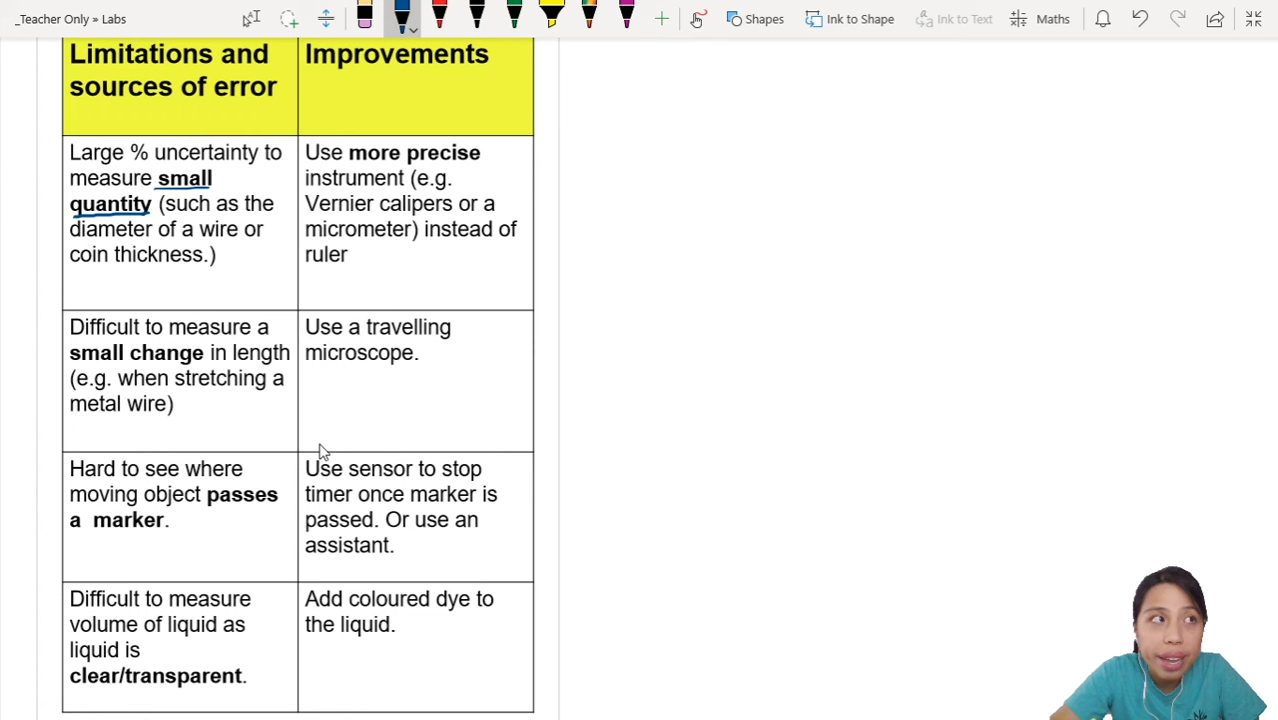 _Teacher Only » Labs
Shapes
Ink to Shape
Ink to Text
Maths
Limitations and
sources of error
Improvements
Large % uncertainty to
measure small
quantity (such as the
diameter of a wire or
coin thickness.)
Use more precise
instrument (e.g.
Vernier calipers or a
micrometer) instead of
ruler
Difficult to measure a
small change in length
(e.g. when stretching a
metal wire)
Use a travelling
microscope.
Hard to see where
moving object passes
a  marker.
Use sensor to stop
timer once marker is
passed. Or use an
assistant.
Difficult to measure
volume of liquid as
liquid is
clear/transparent.
Add coloured dye to
the liquid.